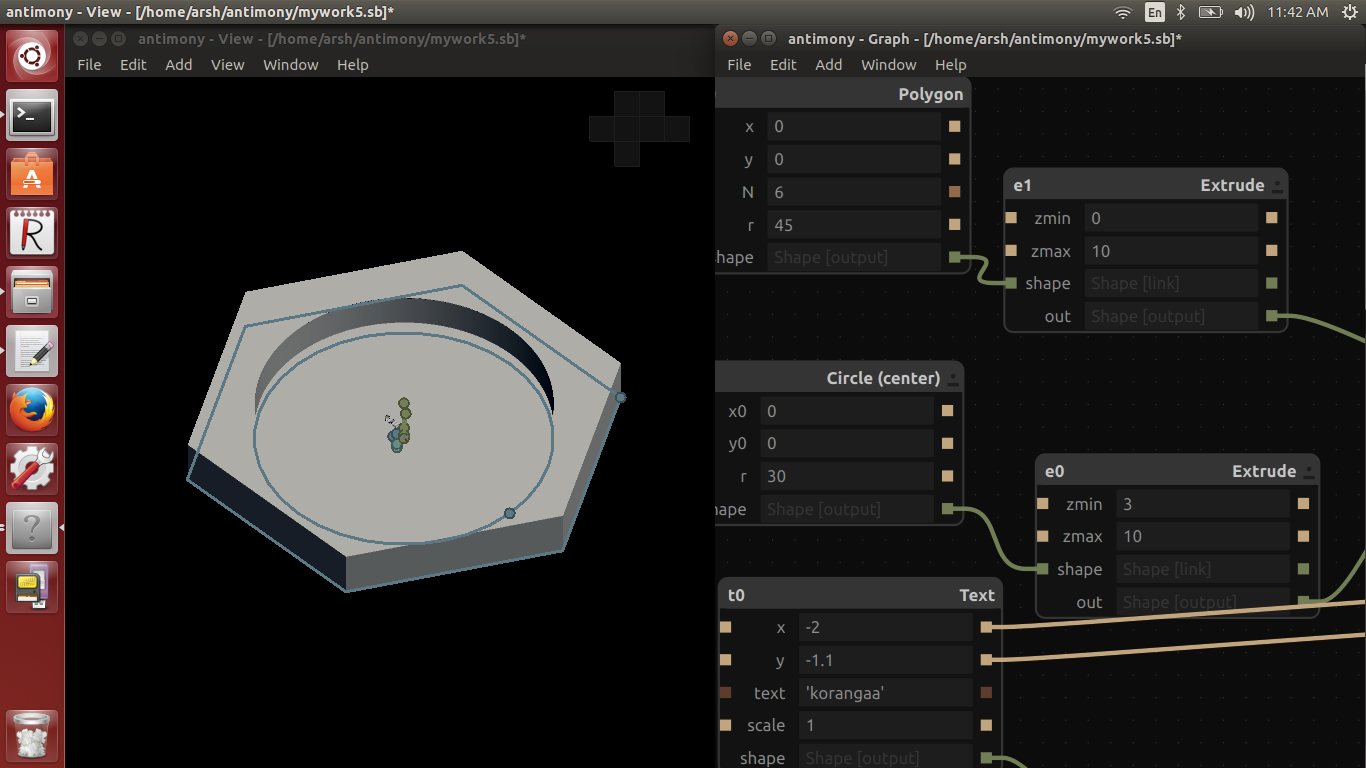 antimony - View - [/home/arsh/antimony/mywork5.sb]*
En
11:42 AM
antimony - View - [/home/arsh/antimony/mywork5.sb]*
File Edit Add View Window Help
antimony - Graph - [/home/arsh/antimony/mywork5.sb]*
File Edit Add Window Help
Polygon
x 0
y 0
N 6
r 45
hape Shape [output]
e1 Extrude
zmin 0
zmax 10
shape Shape [link]
out Shape [output]
Circle (center)
x0 0
y0 0
r 30
hape Shape [output]
e0 Extrude
zmin 3
zmax 10
shape Shape [link]
out Shape [output]
t0 Text
x -2
y -1.1
text 'korangaa'
scale 1
shape Shape [output]